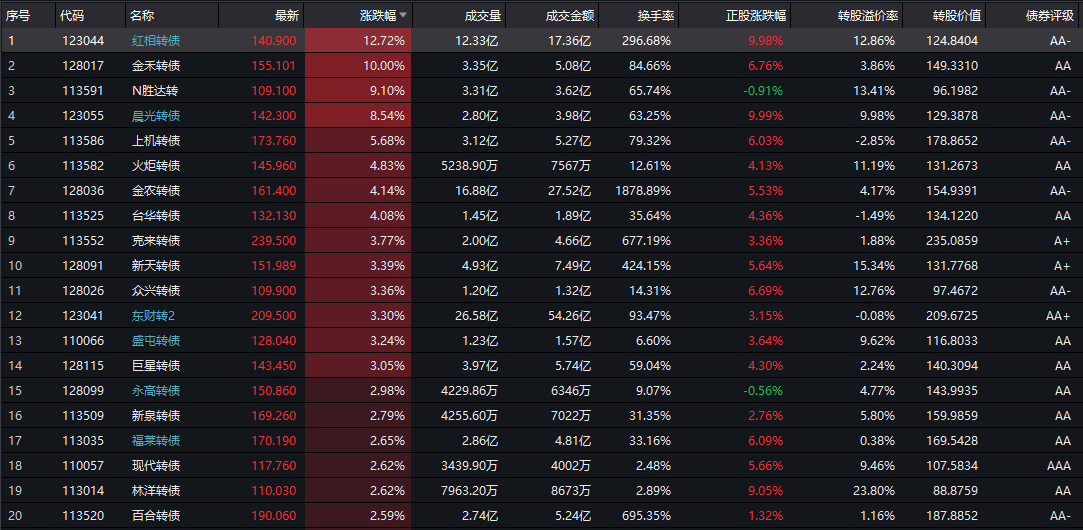 序号 代码 名称 最新 涨跌幅 成交量 成交金额 换手率 正股涨跌幅 转股溢价率 转股价值 债券评级
1 123044 红相转债 140.900 12.72% 12.33亿 17.36亿 296.68% 9.98% 12.86% 124.8404 AA-
2 128017 金禾转债 155.101 10.00% 3.35亿 5.08亿 84.66% 6.76% 3.86% 149.3310 AA
3 113591 N胜达转 109.100 9.10% 3.31亿 3.62亿 65.74% -0.91% 13.41% 96.1982 AA-
4 123055 晨光转债 142.300 8.54% 2.80亿 3.98亿 63.25% 9.99% 9.98% 129.3878 AA-
5 113586 上机转债 173.760 5.68% 3.12亿 5.27亿 79.32% 6.03% -2.85% 178.8652 AA-
6 113582 火炬转债 145.960 4.83% 5238.90万 7567万 12.61% 4.13% 11.19% 131.2673 AA
7 128036 金农转债 161.400 4.14% 16.88亿 27.52亿 1878.89% 5.53% 4.17% 154.9391 AA-
8 113525 台华转债 132.130 4.08% 1.45亿 1.89亿 35.64% 4.36% -1.49% 134.1220 AA
9 113552 克来转债 239.500 3.77% 2.00亿 4.66亿 677.19% 3.36% 1.88% 235.0859 A+
10 128091 新天转债 151.989 3.39% 4.93亿 7.49亿 424.15% 5.64% 15.34% 131.7768 A+
11 128026 众兴转债 109.900 3.36% 1.20亿 1.32亿 14.31% 6.69% 12.76% 97.4672 AA-
12 123041 东财转2 209.500 3.30% 26.58亿 54.26亿 93.47% 3.15% -0.08% 209.6725 AA+
13 110066 盛屯转债 128.040 3.24% 1.23亿 1.57亿 6.60% 3.64% 9.62% 116.8033 AA
14 128115 巨星转债 143.450 3.05% 3.97亿 5.74亿 59.04% 4.30% 2.24% 140.3094 AA
15 128099 永高转债 150.860 2.98% 4229.86万 6346万 9.07% -0.56% 4.77% 143.9935 AA
16 113509 新泉转债 169.260 2.79% 4255.60万 7022万 31.35% 2.76% 5.80% 159.9859 AA
17 113035 福莱转债 170.190 2.65% 2.86亿 4.81亿 33.16% 6.09% 0.38% 169.5428 AA
18 110057 现代转债 117.760 2.62% 3439.90万 4002万 2.48% 5.66% 9.46% 107.5834 AAA
19 113014 林洋转债 110.030 2.62% 7963.20万 8673万 2.89% 9.05% 23.80% 88.8759 AA
20 113520 百合转债 190.060 2.59% 2.74亿 5.24亿 695.35% 1.32% 1.16% 187.8852 AA-